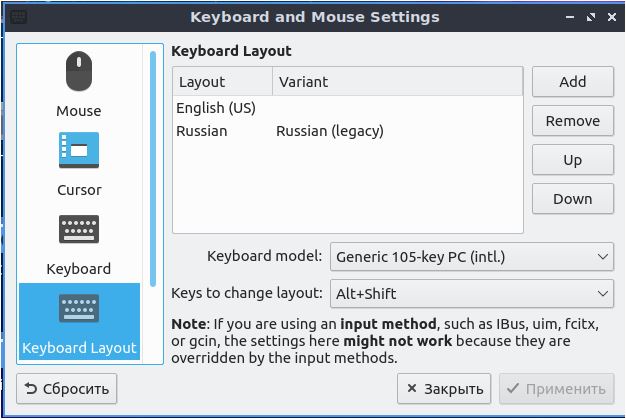 Keyboard and Mouse Settings
Mouse
Cursor
Keyboard
Keyboard Layout
Keyboard Layout
Layout Variant
English (US)
Russian Russian (legacy)
Add
Remove
Up
Down
Keyboard model: Generic 105-key PC (intl.)
Keys to change layout: Alt+Shift
Note: If you are using an input method, such as IBus, uim, fcitx,
or gcin, the settings here might not work because they are
overridden by the input methods.
Сбросить
Закрыть
Применить